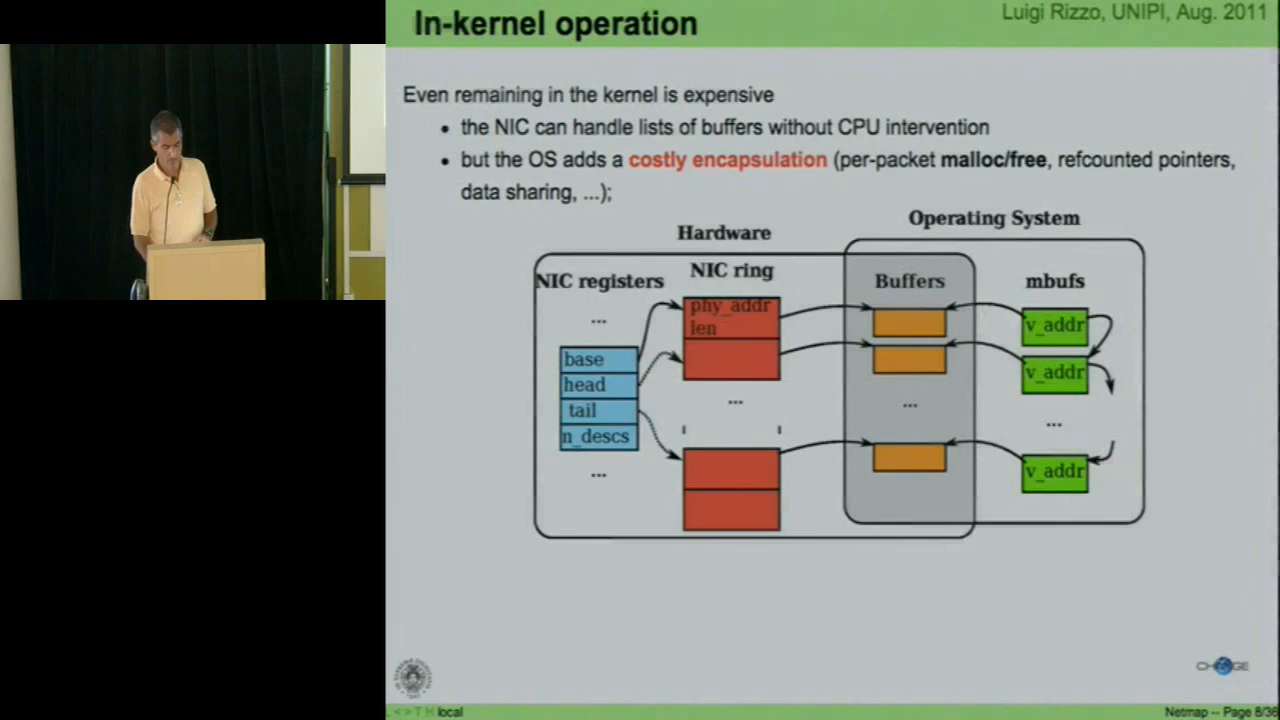 In-kernel operation
Luigi Rizzo, UNIPI, Aug. 2011
Even remaining in the kernel is expensive
• the NIC can handle lists of buffers without CPU intervention
• but the OS adds a costly encapsulation (per-packet malloc/free, refcounted pointers,
data sharing, ...);
Operating System
Hardware
NIC registers
NIC ring
Buffers
mbufs
...
phy_addr
len
v_addr
base
head
tail
n_descs
v_addr
...
...
...
...
v_addr
CHANGE
< > T H local
Netmap -- Page 8/36